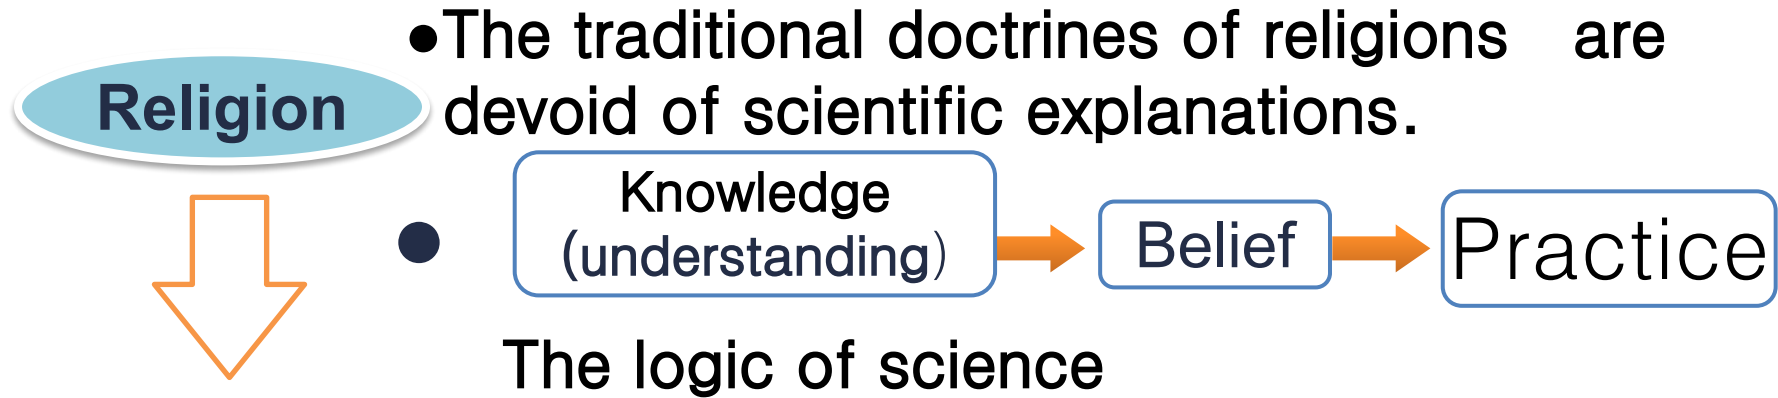 ●The traditional doctrines of religions are
Religion
devoid of scientific explanations.
● Knowledge
(understanding)
Belief
Practice
The logic of science